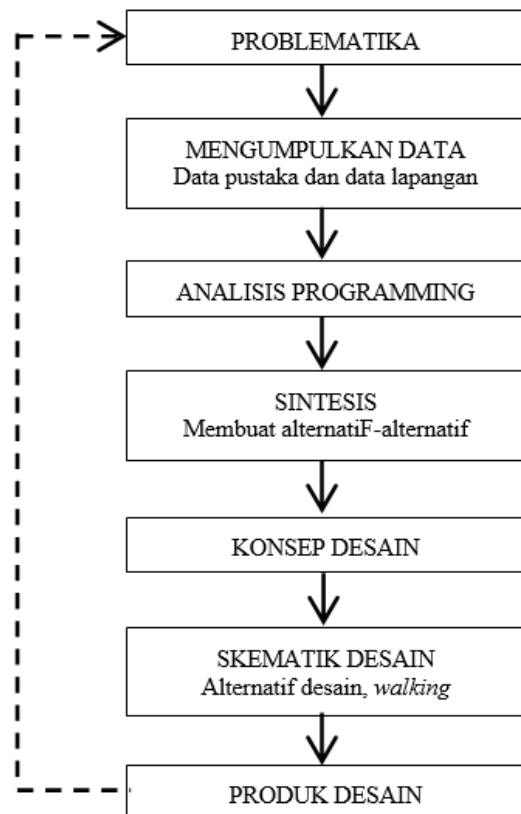 PROBLEMATIKA
MENGUMPULKAN DATA
Data pustaka dan data lapangan
ANALISIS PROGRAMMING
SINTESIS
Membuat alternatiF-alternatif
KONSEP DESAIN
SKEMATIK DESAIN
Alternatif desain, walking
PRODUK DESAIN